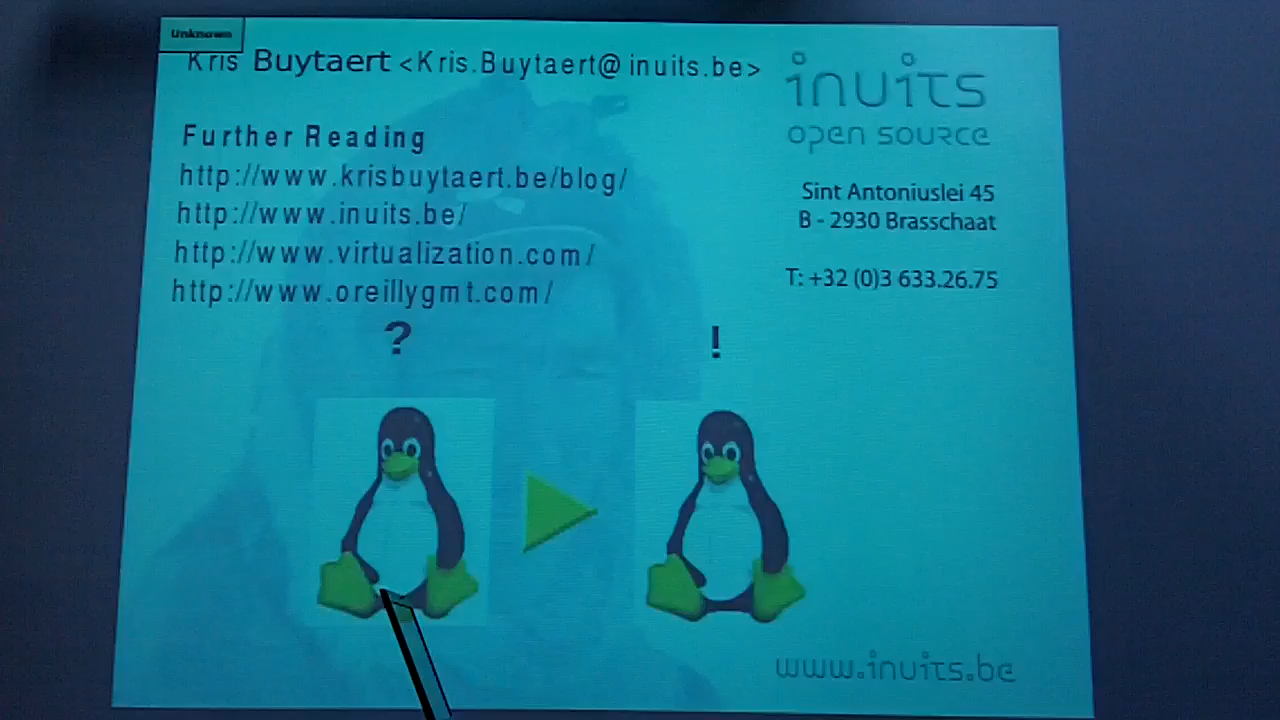 Unknown
Kris Buytaert <Kris.Buytaert@inuits.be>
inuits
open source
Further Reading
http://www.krisbuytaert.be/blog/
http://www.inuits.be/
http://www.virtualization.com/
http://www.oreillygmt.com/
Sint Antoniuslei 45
B - 2930 Brasschaat
T: +32 (0)3 633.26.75
? !
www.inuits.be